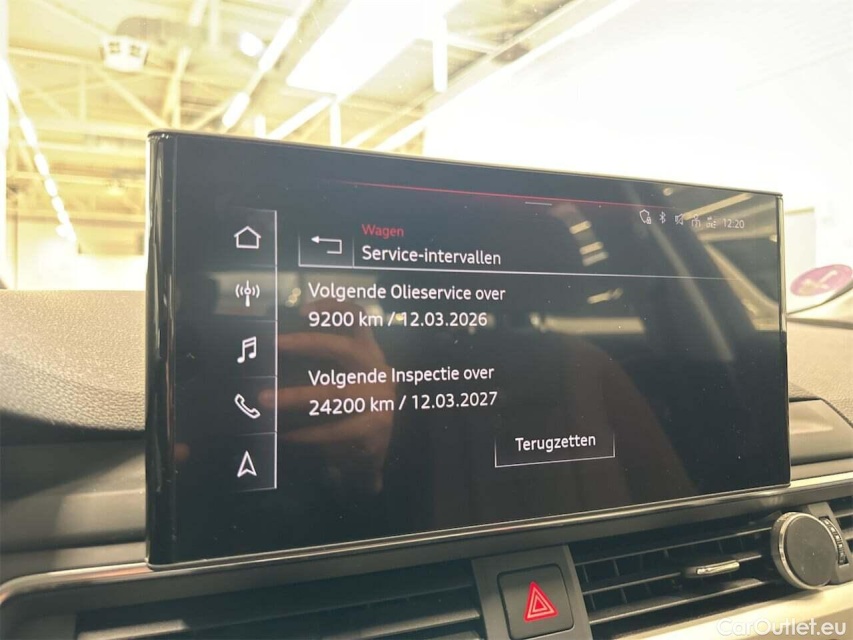 12:20
Wagen
Service-intervallen
Volgende Olieservice over
9200 km / 12.03.2026
Volgende Inspectie over
24200 km / 12.03.2027
Terugzetten
CarOutlet.eu